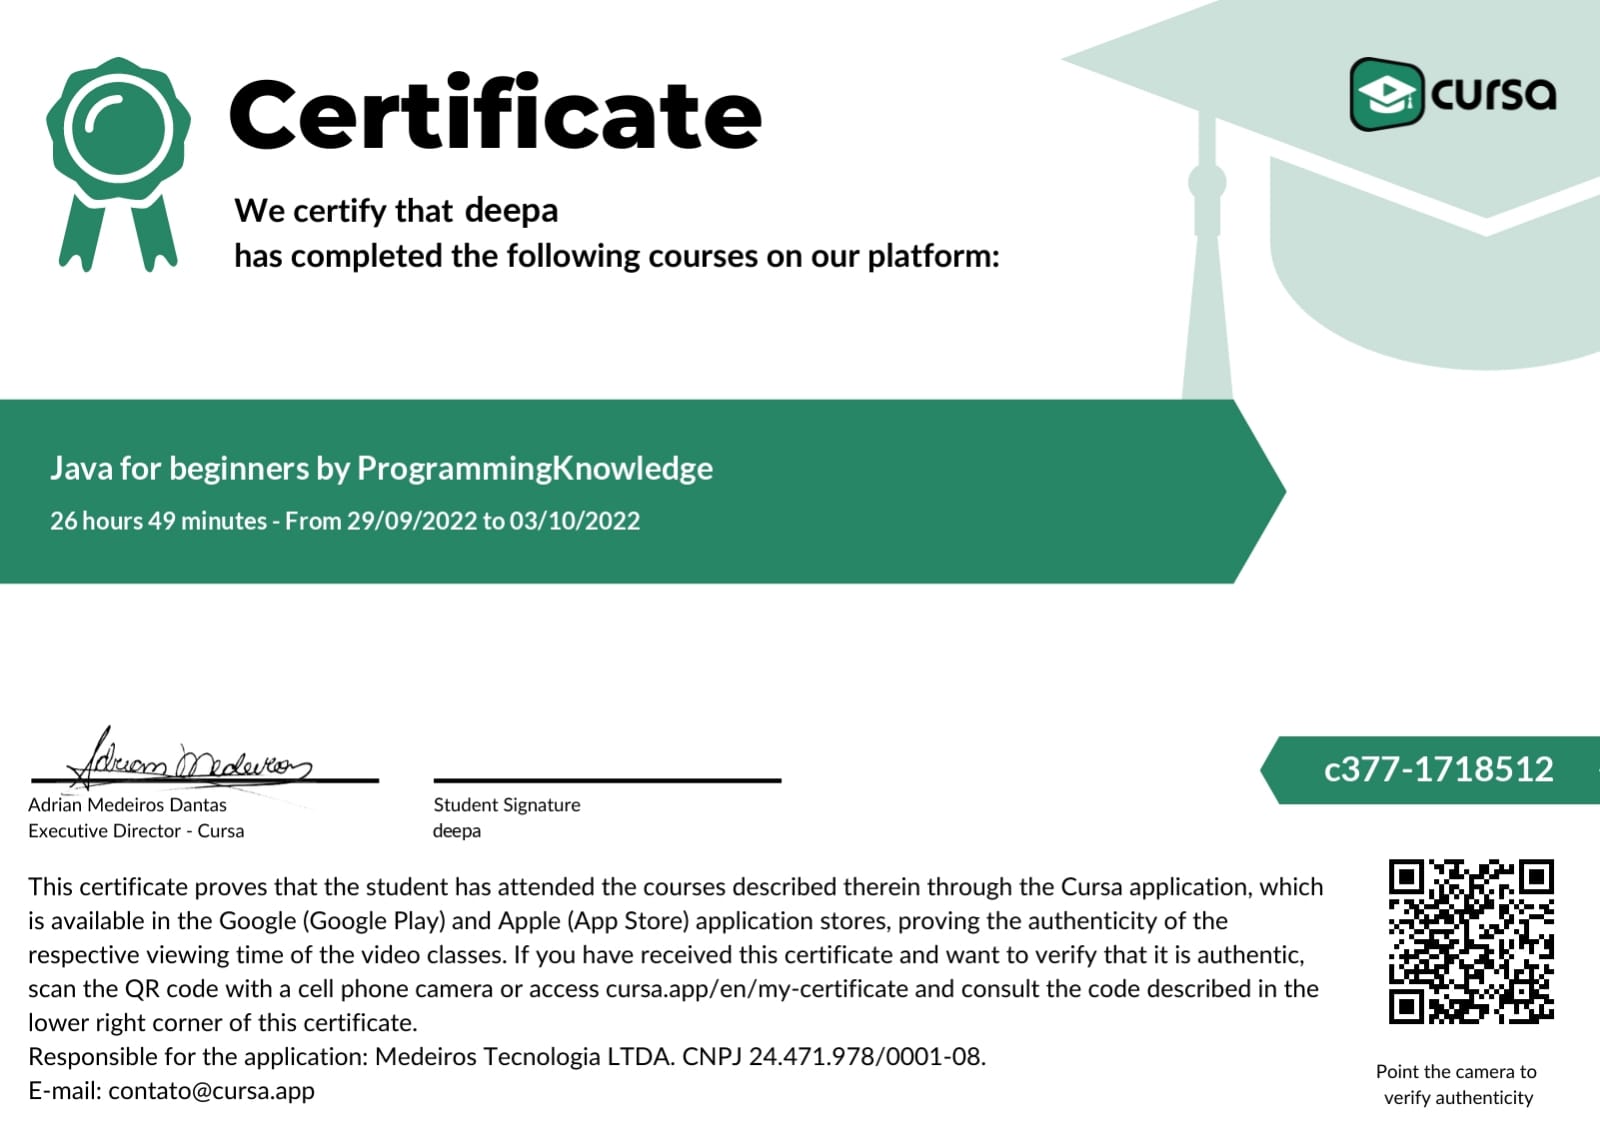 cursa
Certificate
We certify that deepa
has completed the following courses on our platform:
Java for beginners by ProgrammingKnowledge
26 hours 49 minutes - From 29/09/2022 to 03/10/2022
Adrian Medeiros
Adrian Medeiros Dantas
Executive Director - Cursa
Student Signature
deepa
c377-1718512
This certificate proves that the student has attended the courses described therein through the Cursa application, which
is available in the Google (Google Play) and Apple (App Store) application stores, proving the authenticity of the
respective viewing time of the video classes. If you have received this certificate and want to verify that it is authentic,
scan the QR code with a cell phone camera or access cursa.app/en/my-certificate and consult the code described in the
lower right corner of this certificate.
Responsible for the application: Medeiros Tecnologia LTDA. CNPJ 24.471.978/0001-08.
E-mail: contato@cursa.app
Point the camera to
verify authenticity